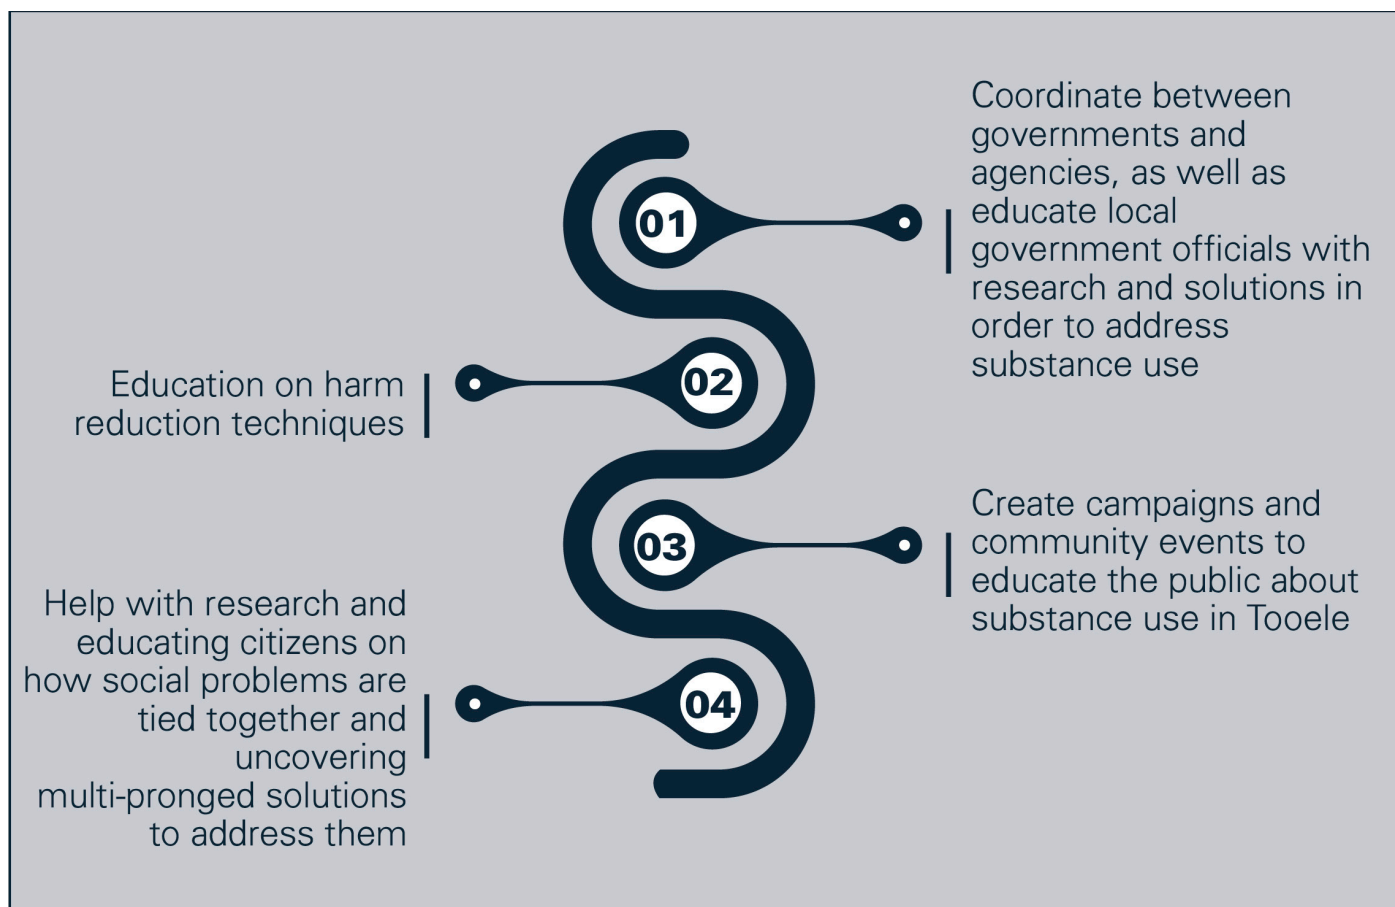 01
Coordinate between
governments and
agencies, as well as
educate local
government officials with
research and solutions in
order to address
substance use
02
Education on harm
reduction techniques
03
Create campaigns and
community events to
educate the public about
substance use in Tooele
04
Help with research and
educating citizens on
how social problems are
tied together and
uncovering
multi-pronged solutions
to address them